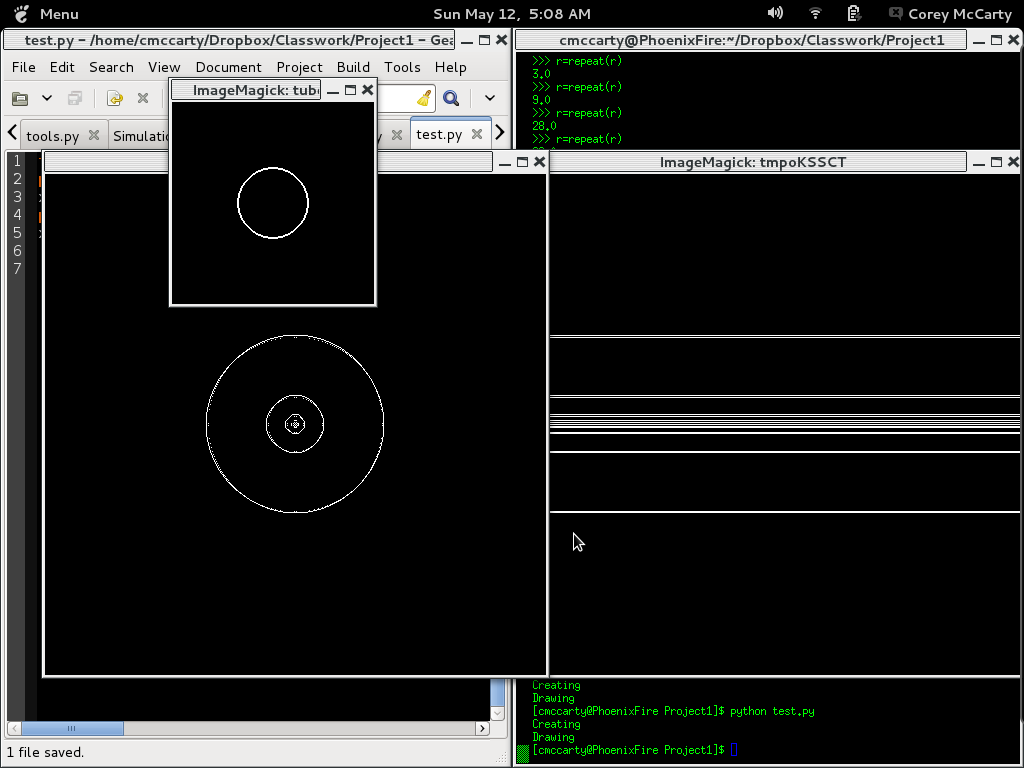 Menu
Sun May 12, 5:08 AM
Corey McCarty
test.py – /home/cmccarty/Dropbox/Classwork/Project1 – Gea
cmccarty@PhoenixFire:~/Dropbox/Classwork/Project1
File Edit Search View Document Project Build Tools Help
>>> r=repeat(r)
3.0
>>> r=repeat(r)
9.0
>>> r=repeat(r)
28.0
>>> r=repeat(r)
ImageMagick: tub
tools.py
test.py
ImageMagick: tmpoKSSCT
1
2
3
4
5
6
7
Creating
Drawing
[cmccarty@PhoenixFire Project1]$ python test.py
Creating
Drawing
[cmccarty@PhoenixFire Project1]$
1 file saved.